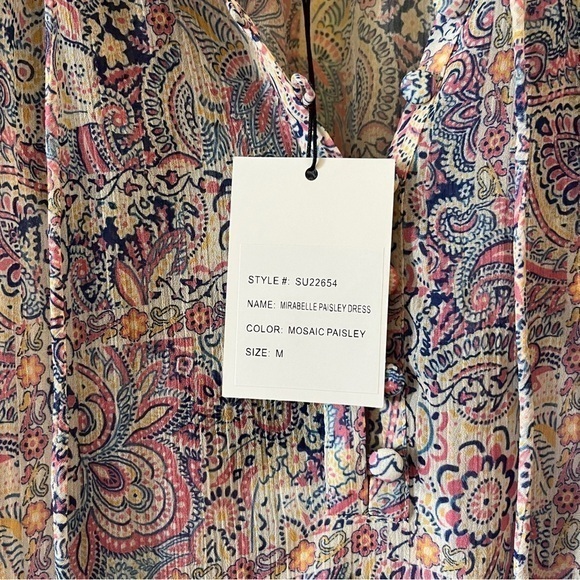 STYLE #: SU22654
NAME: MIRABELLE PAISLEY DRESS
COLOR: MOSAIC PAISLEY
SIZE: M